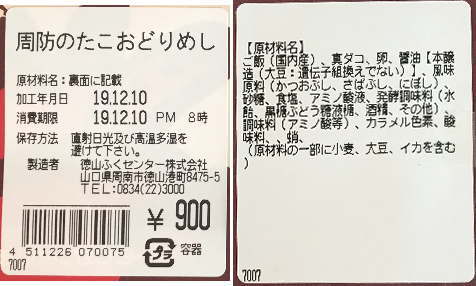 周防のたこおどりめし
原材料名：裏面に記載
加工年月日　19.12.10
消費期限　19.12.10 PM 8時
保存方法　直射日光及び高温多湿を
避けて下さい。
製造者　徳山ふくセンター株式会社
山口県周南市徳山港町8475-5
TEL:0834(22)3000
¥ 900
4 511226 070075
プラ 容器
7007
【原材料名】
ご飯（国産内）、真ダコ、卵、醤油【本醸
造（大豆：遺伝子組換えでない）】、風味
原料（かつおぶし、さばぶし、にぼし）、
砂糖、食塩、アミノ酸液、発酵調味料（水
飴、黒糖ぶどう糖液糖、酒精、その他）
調味料（アミノ酸等）、カラメル色素、酸
味料、、蛸、
（原材料の一部に小麦、大豆、イカを含む
）
7007